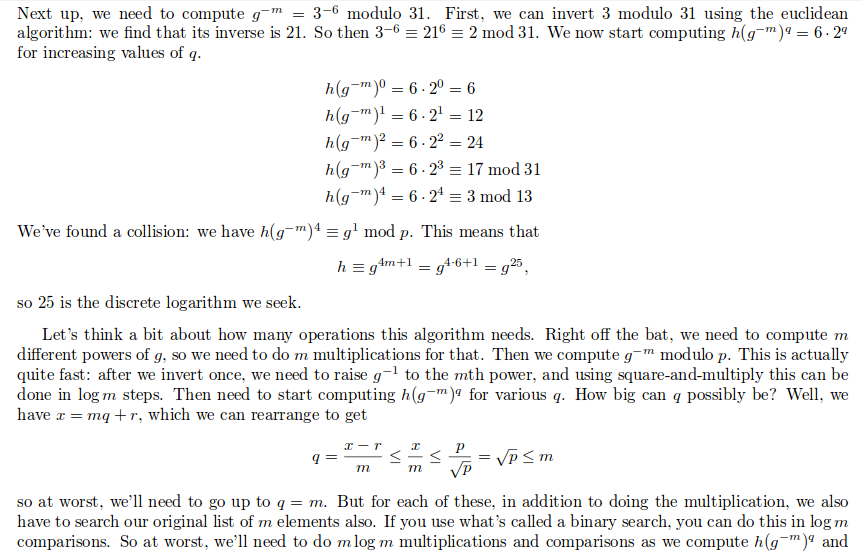 Next up, we need to compute g⁻ᵐ = 3⁻⁶ modulo 31. First, we can invert 3 modulo 31 using the euclidean
algorithm: we find that its inverse is 21. So then 3⁻⁶ ≡ 21⁶ ≡ 2 mod 31. We now start computing h(g⁻ᵐ)^q = 6 · 2^q
for increasing values of q.
h(g⁻ᵐ)⁰ = 6 · 2⁰ = 6
h(g⁻ᵐ)¹ = 6 · 2¹ = 12
h(g⁻ᵐ)² = 6 · 2² = 24
h(g⁻ᵐ)³ = 6 · 2³ ≡ 17 mod 31
h(g⁻ᵐ)⁴ = 6 · 2⁴ ≡ 3 mod 13
We've found a collision: we have h(g⁻ᵐ)⁴ ≡ g¹ mod p. This means that
h ≡ g^{4m+1} = g^{4·6+1} = g^{25},
so 25 is the discrete logarithm we seek.
Let's think a bit about how many operations this algorithm needs. Right off the bat, we need to compute m
different powers of g, so we need to do m multiplications for that. Then we compute g⁻ᵐ modulo p. This is actually
quite fast: after we invert once, we need to raise g⁻¹ to the mth power, and using square-and-multiply this can be
done in log m steps. Then need to start computing h(g⁻ᵐ)^q for various q. How big can q possibly be? Well, we
have x = mq + r, which we can rearrange to get
q = (x − r)/m ≤ x/m ≤ p/√p = √p ≤ m
so at worst, we'll need to go up to q = m. But for each of these, in addition to doing the multiplication, we also
have to search our original list of m elements also. If you use what's called a binary search, you can do this in log m
comparisons. So at worst, we'll need to do m log m multiplications and comparisons as we compute h(g⁻ᵐ)^q and